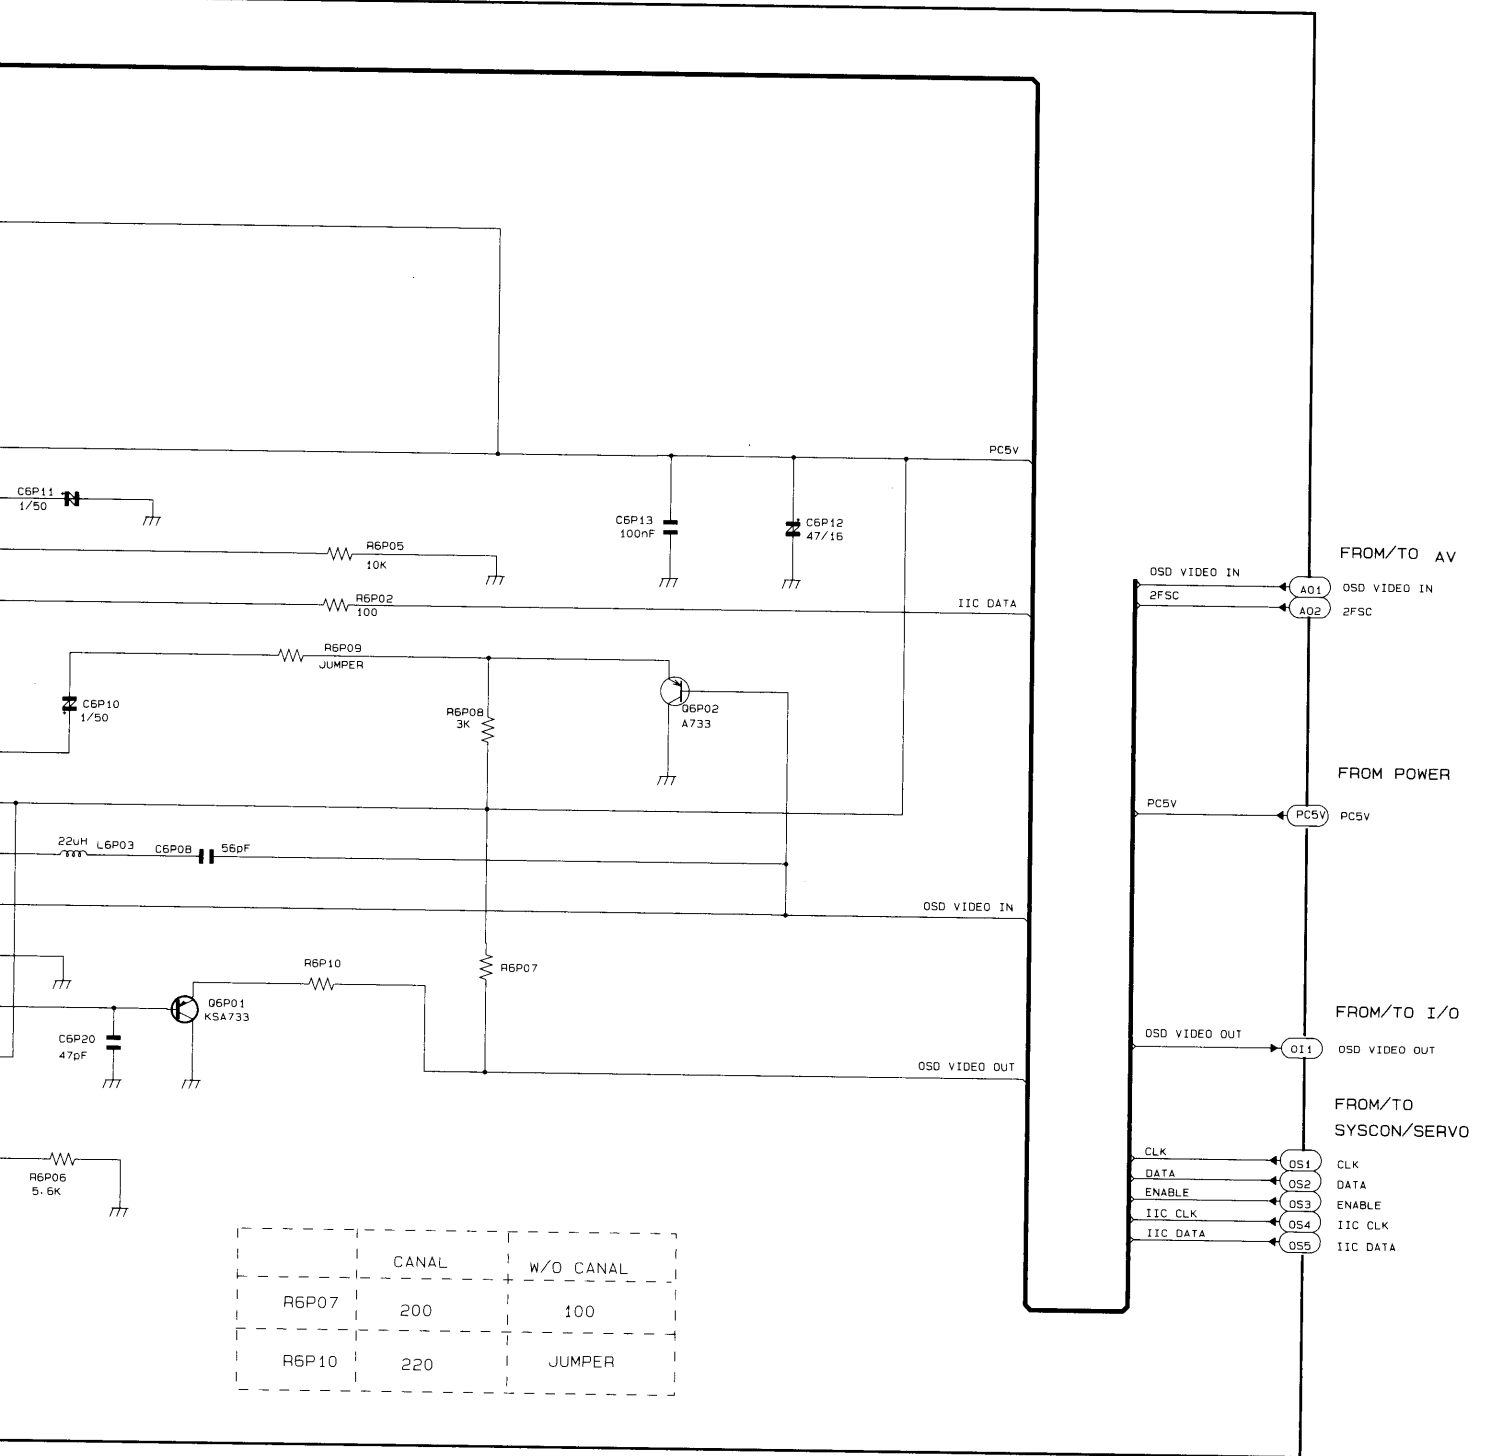 PC5V
C6P11
1/50
C6P13
100nF
C6P12
47/16
R6P05
10K
R6P02
100
IIC DATA
R6P09
JUMPER
C6P10
1/50
R6P08
3K
Q6P02
A733
22uH L6P03 C6P08 56pF
OSD VIDEO IN
R6P10
R6P07
Q6P01
KSA733
C6P20
47pF
OSD VIDEO OUT
R6P06
5.6K
CANAL W/O CANAL
R6P07 200 100
R6P10 220 JUMPER
FROM/TO AV
OSD VIDEO IN A01 OSD VIDEO IN
2FSC A02 2FSC
FROM POWER
PC5V PC5V PC5V
FROM/TO I/O
OSD VIDEO OUT OI1 OSD VIDEO OUT
FROM/TO
SYSCON/SERVO
CLK OS1 CLK
DATA OS2 DATA
ENABLE OS3 ENABLE
IIC CLK OS4 IIC CLK
IIC DATA OS5 IIC DATA